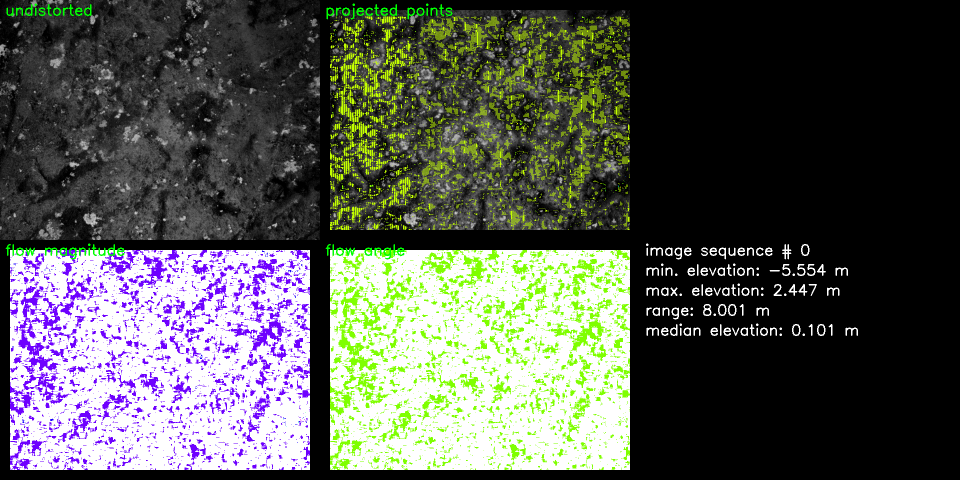 undistorted
projected points
flow magnitude
flow angle
image sequence # 0
min. elevation: −5.554 m
max. elevation: 2.447 m
range: 8.001 m
median elevation: 0.101 m